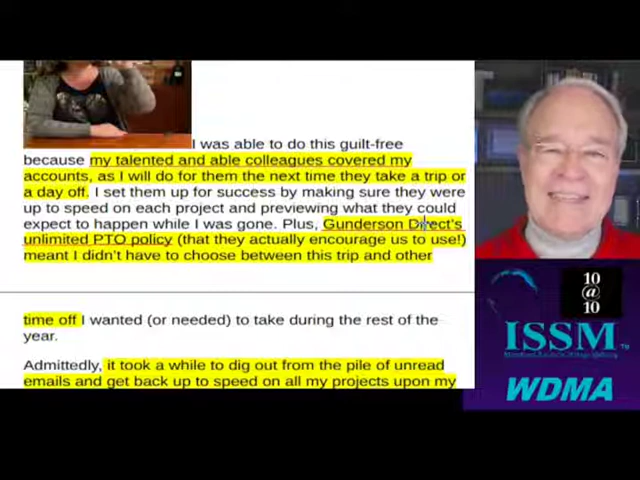 I was able to do this guilt-free
because my talented and able colleagues covered my
accounts, as I will do for them the next time they take a trip or
a day off. I set them up for success by making sure they were
up to speed on each project and previewing what they could
expect to happen while I was gone. Plus, Gunderson Direct's
unlimited PTO policy (that they actually encourage us to use!)
meant I didn't have to choose between this trip and other
time off I wanted (or needed) to take during the rest of the
year.
Admittedly, it took a while to dig out from the pile of unread
emails and get back up to speed on all my projects upon my
10
@
10
ISSM
WDMA